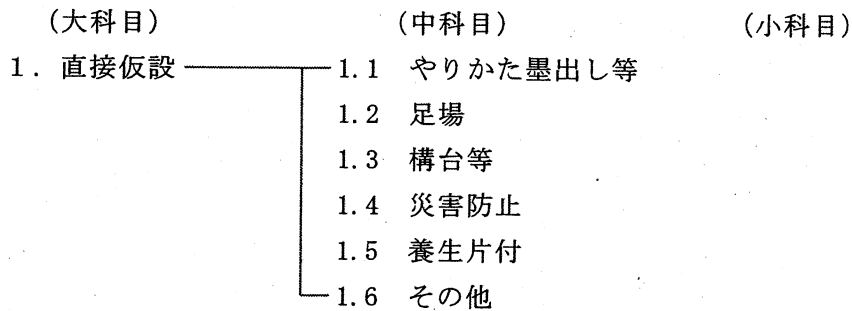 (大科目) (中科目) (小科目)
1. 直接仮設 1.1 やりかた墨出し等
1.2 足場
1.3 構台等
1.4 災害防止
1.5 養生片付
1.6 その他